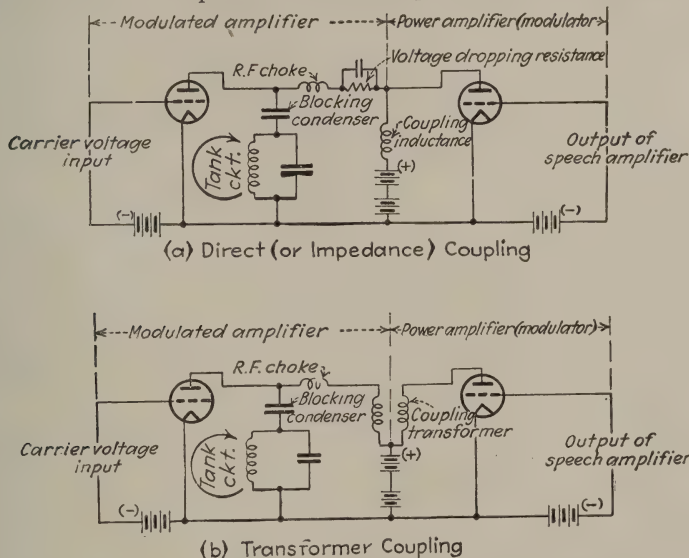 Modulated amplifier
Power amplifier (modulator)
Voltage dropping resistance
R.F. choke
Blocking
condenser
Coupling
inductance
(+)
Carrier voltage
input
Tank
ckt.
Output of
speech amplifier
(-)
(-)
(a) Direct (or Impedance) Coupling
Modulated amplifier
Power amplifier (modulator)
R.F. choke
Blocking
condenser
Coupling
transformer
(+)
Carrier voltage
input
Tank
ckt.
Output of
speech amplifier
(-)
(-)
(b) Transformer Coupling